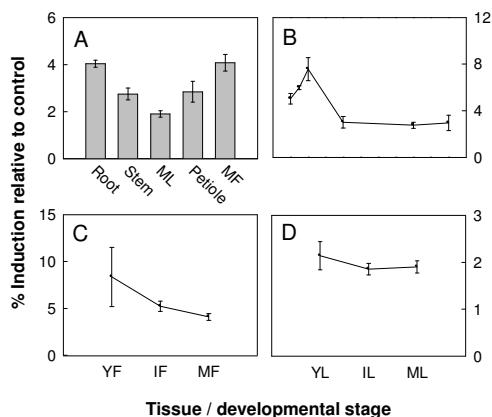 % Induction relative to control
6
4
2
0
A
Root
Stem
ML
Petiole
MF
B
12
8
4
0
15
10
5
0
C
YF
IF
MF
D
3
2
1
0
YL
IL
ML
Tissue / developmental stage